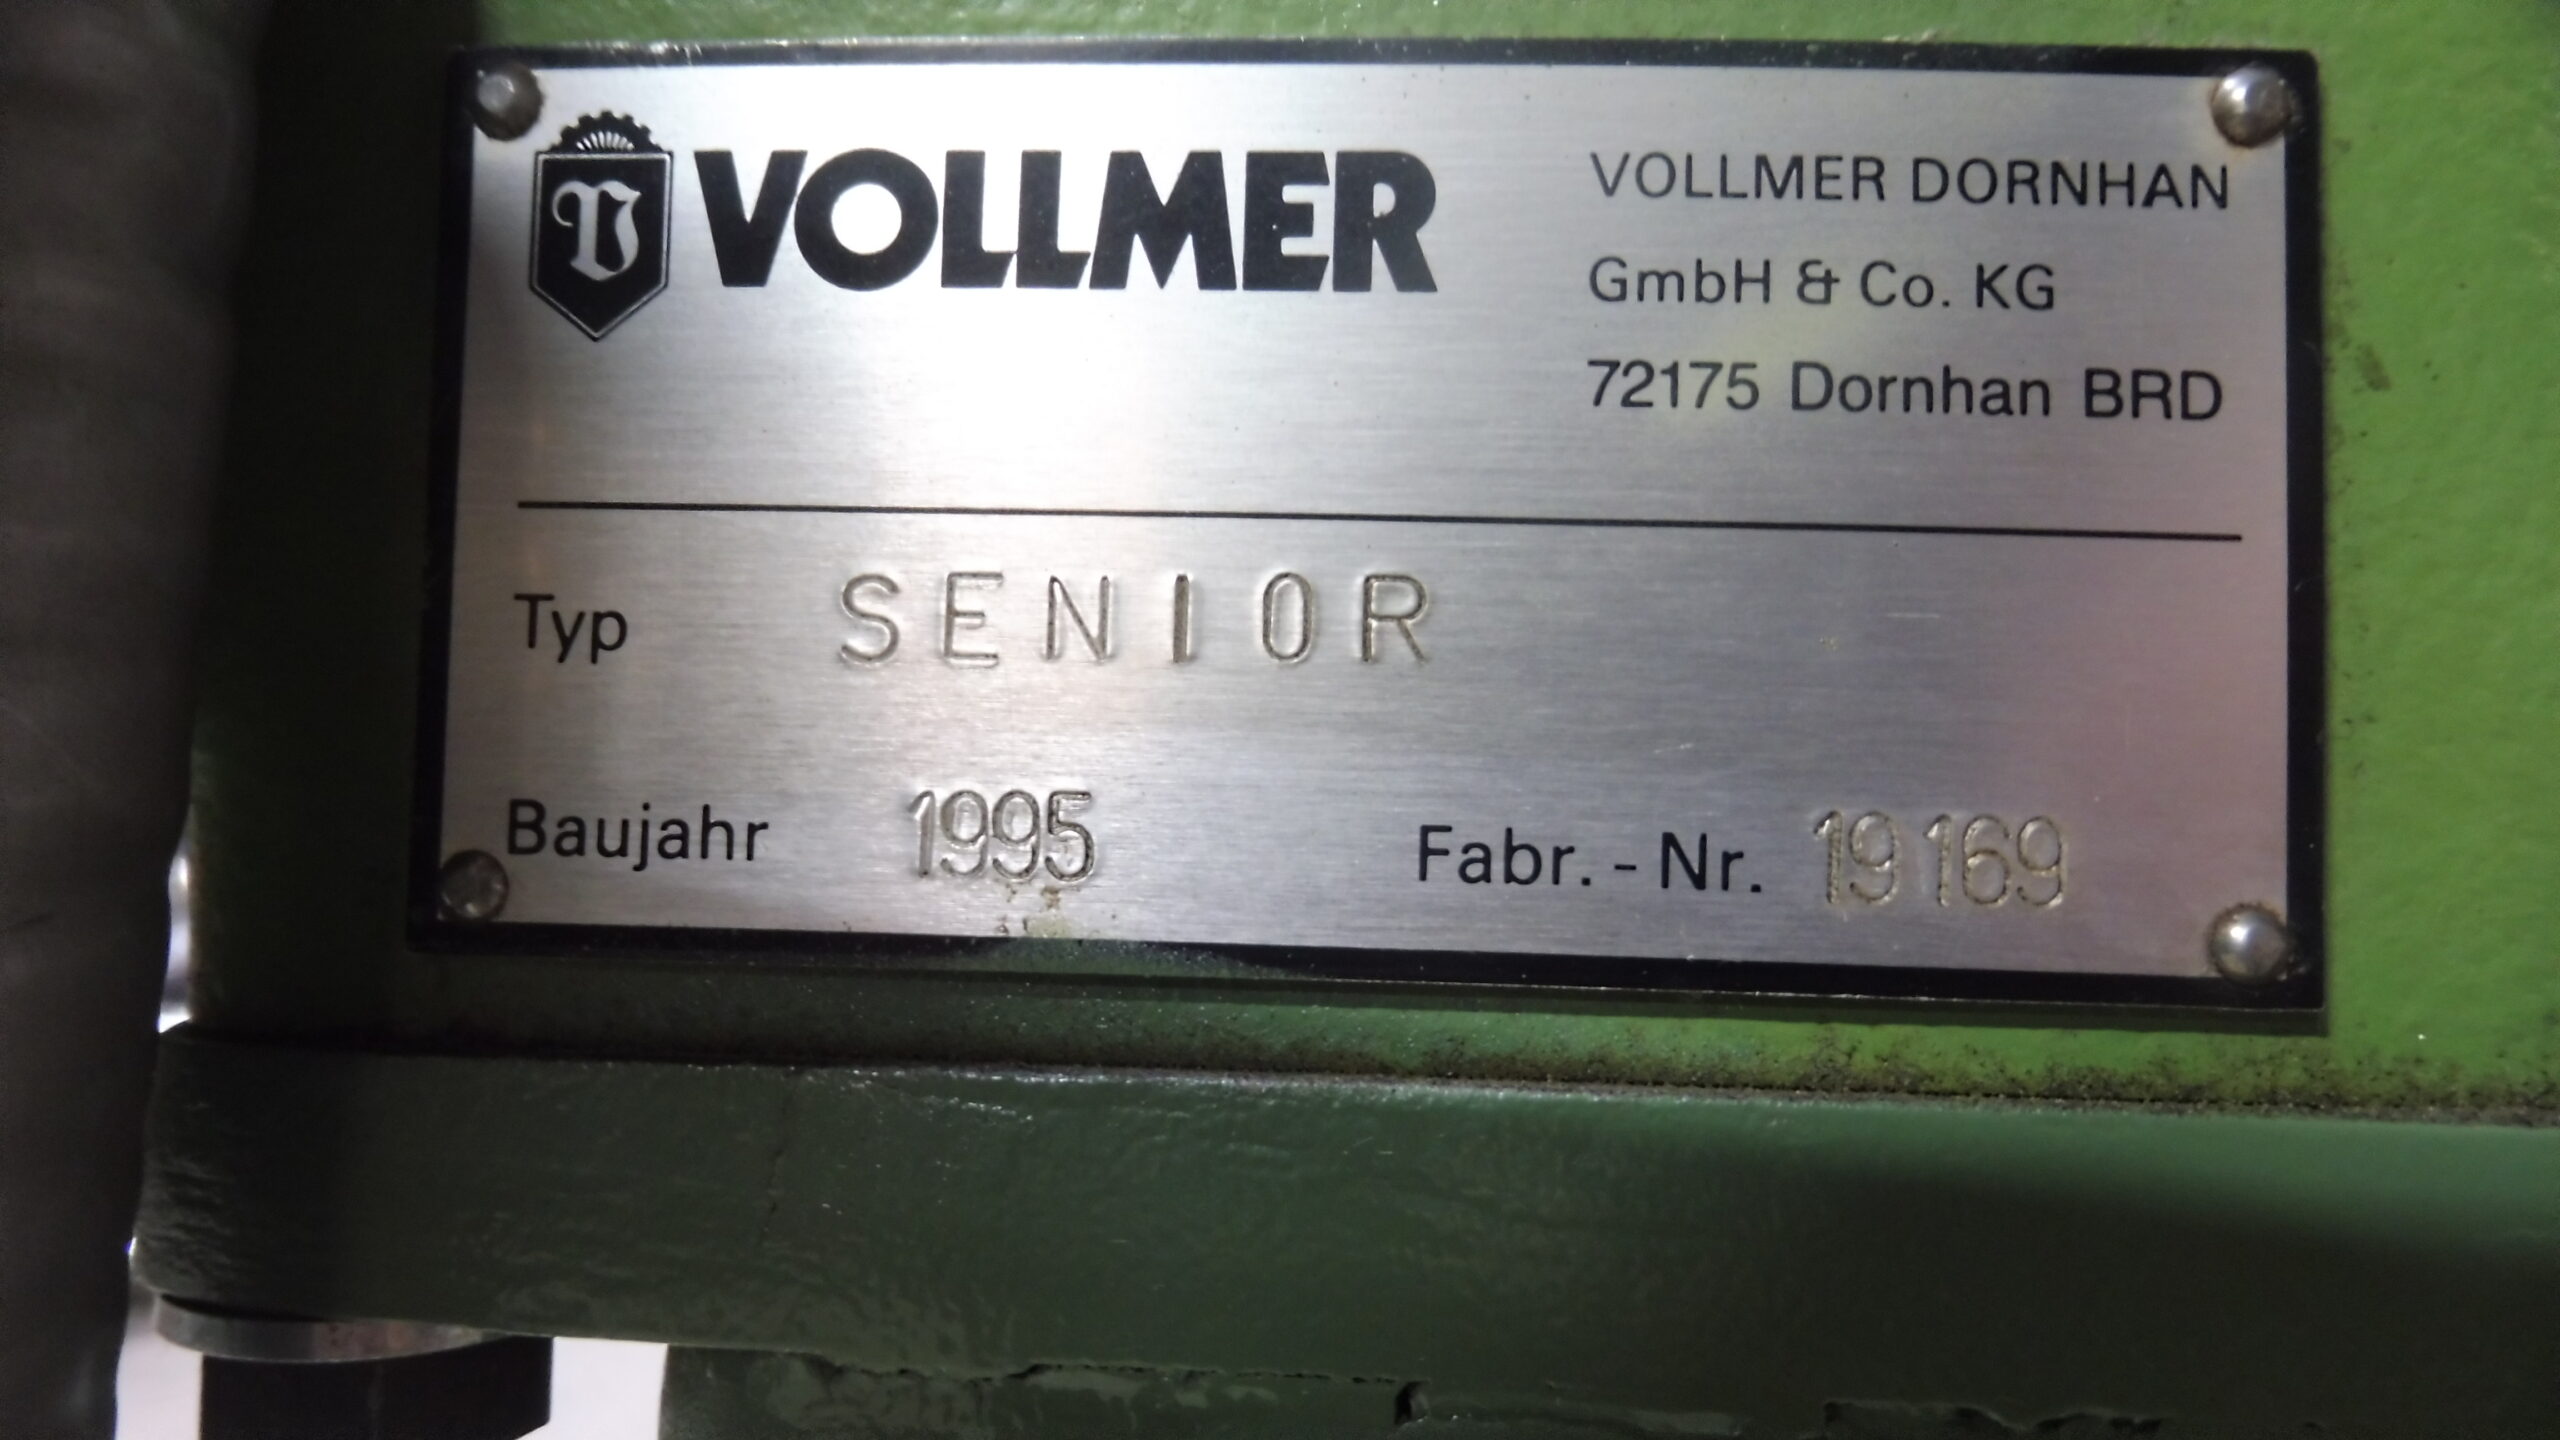 V VOLLMER
VOLLMER DORNHAN
GmbH & Co. KG
72175 Dornhan BRD
Typ SENIOR
Baujahr 1995 Fabr.-Nr. 19169